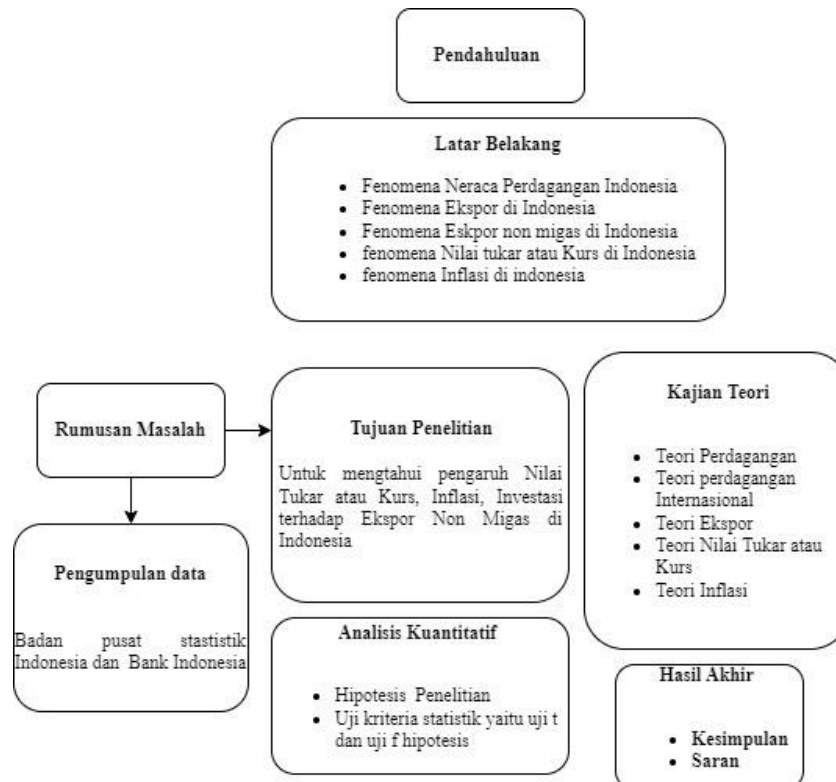 Pendahuluan
Latar Belakang
• Fenomena Neraca Perdagangan Indonesia
• Fenomena Ekspor di Indonesia
• Fenomena Eskpor non migas di Indonesia
• fenomena Nilai tukar atau Kurs di Indonesia
• fenomena Inflasi di indonesia
Rumusan Masalah
Tujuan Penelitian
Untuk mengtahui pengaruh Nilai
Tukar atau Kurs, Inflasi, Investasi
terhadap Ekspor Non Migas di
Indonesia
Kajian Teori
• Teori Perdagangan
• Teori perdagangan
Internasional
• Teori Ekspor
• Teori Nilai Tukar atau
Kurs
• Teori Inflasi
Pengumpulan data
Badan pusat stastistik
Indonesia dan Bank Indonesia
Analisis Kuantitatif
• Hipotesis Penelitian
• Uji kriteria statistik yaitu uji t
dan uji f hipotesis
Hasil Akhir
• Kesimpulan
• Saran